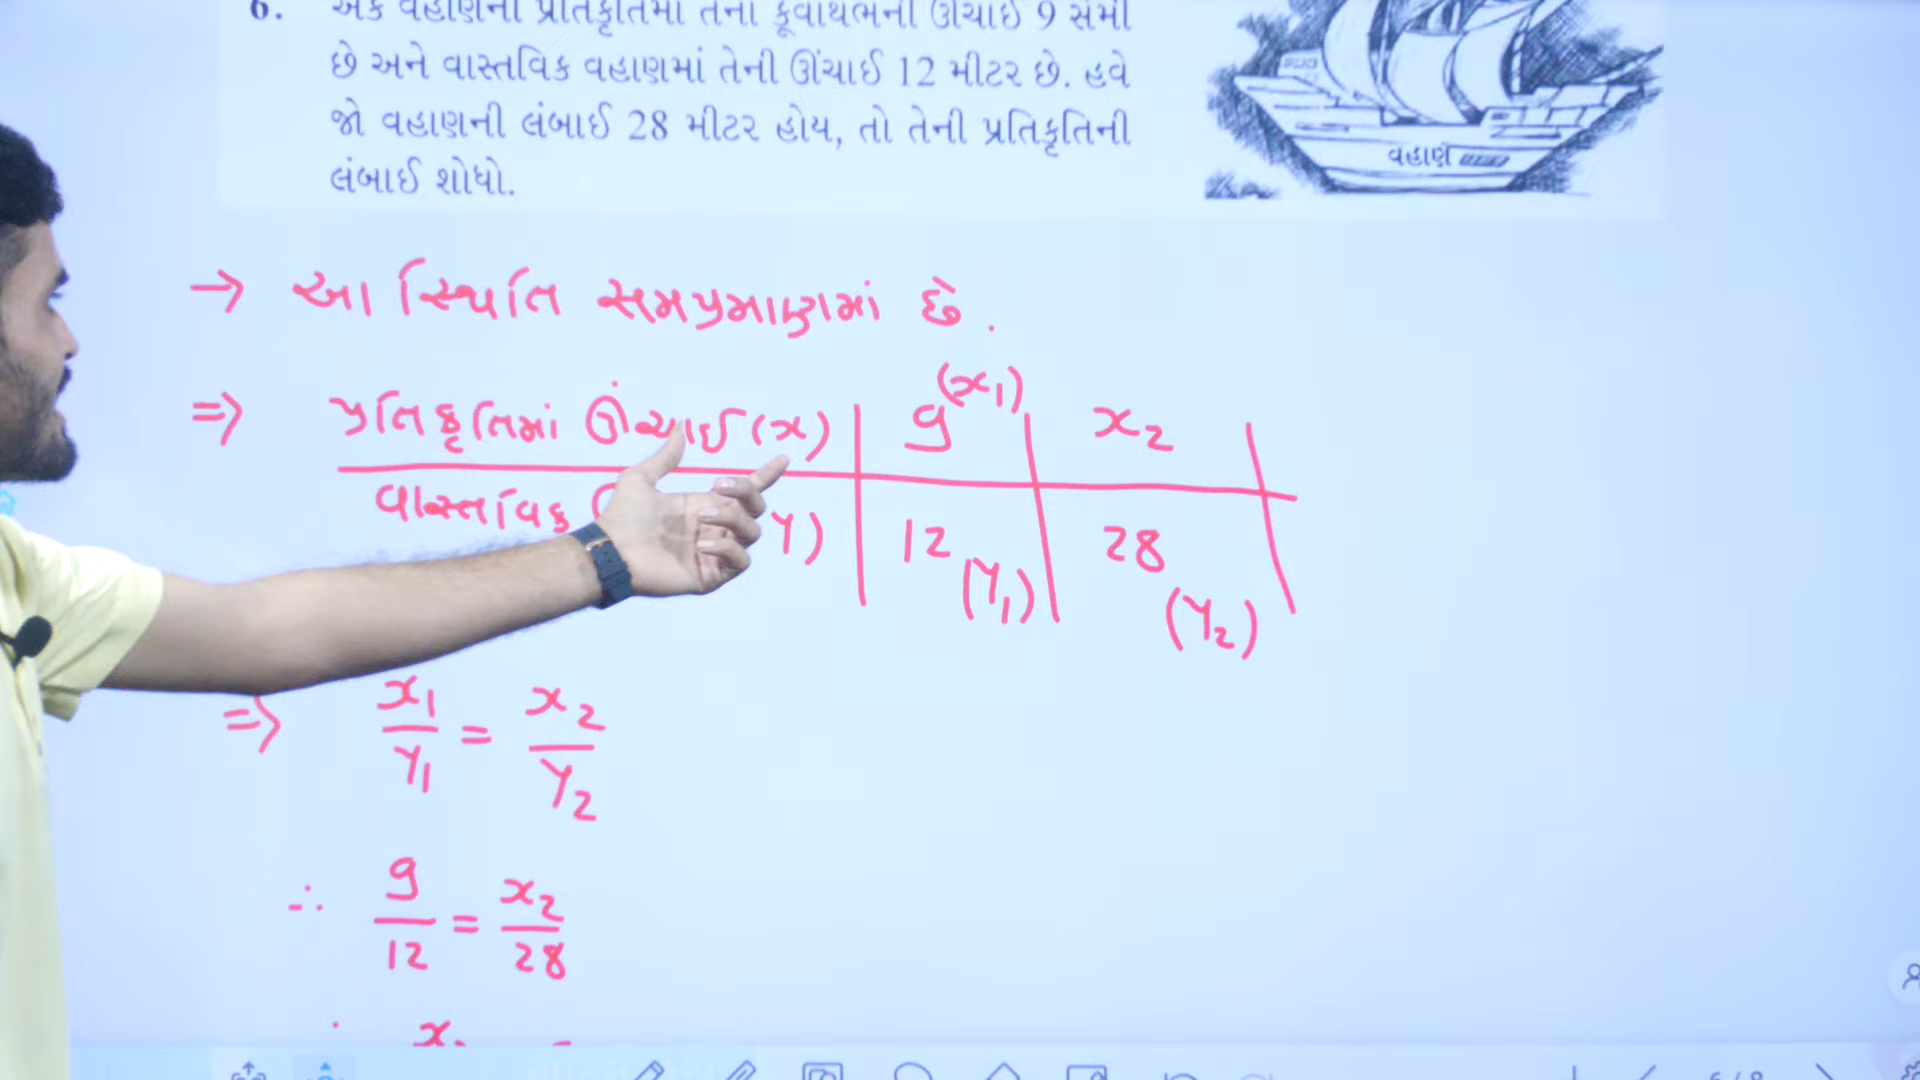 6. એક વહાણની પ્રતિકૃતિમાં તેના કૂવાથંભની ઊંચાઈ 9 સેમી
છે અને વાસ્તવિક વહાણમાં તેની ઊંચાઈ 12 મીટર છે. હવે
જો વહાણની લંબાઈ 28 મીટર હોય, તો તેની પ્રતિકૃતિની
લંબાઈ શોધો.
વહાણ
→ આ સ્થિતિ સમપ્રમાણમાં છે.
⇒ પ્રતિકૃતિમાં ઊંચાઈ (x) | 9 (x₁) | x₂
વાસ્તવિક Y) | 12 (Y₁) | 28 (Y₂)
⇒ x₁/Y₁ = x₂/Y₂
∴ 9/12 = x₂/28